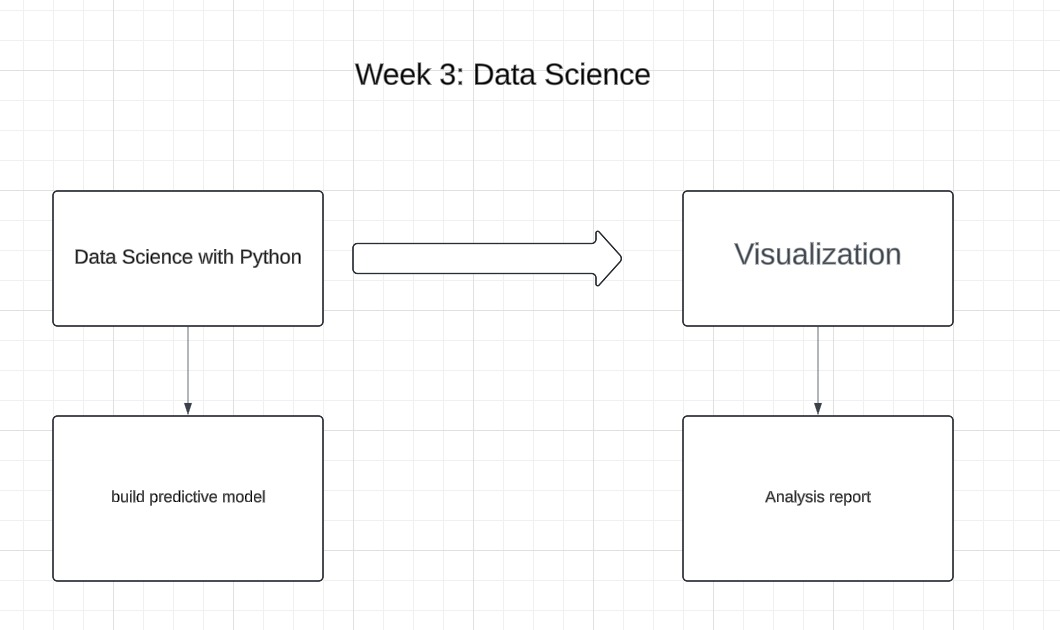 Week 3: Data Science
Data Science with Python
Visualization
build predictive model
Analysis report